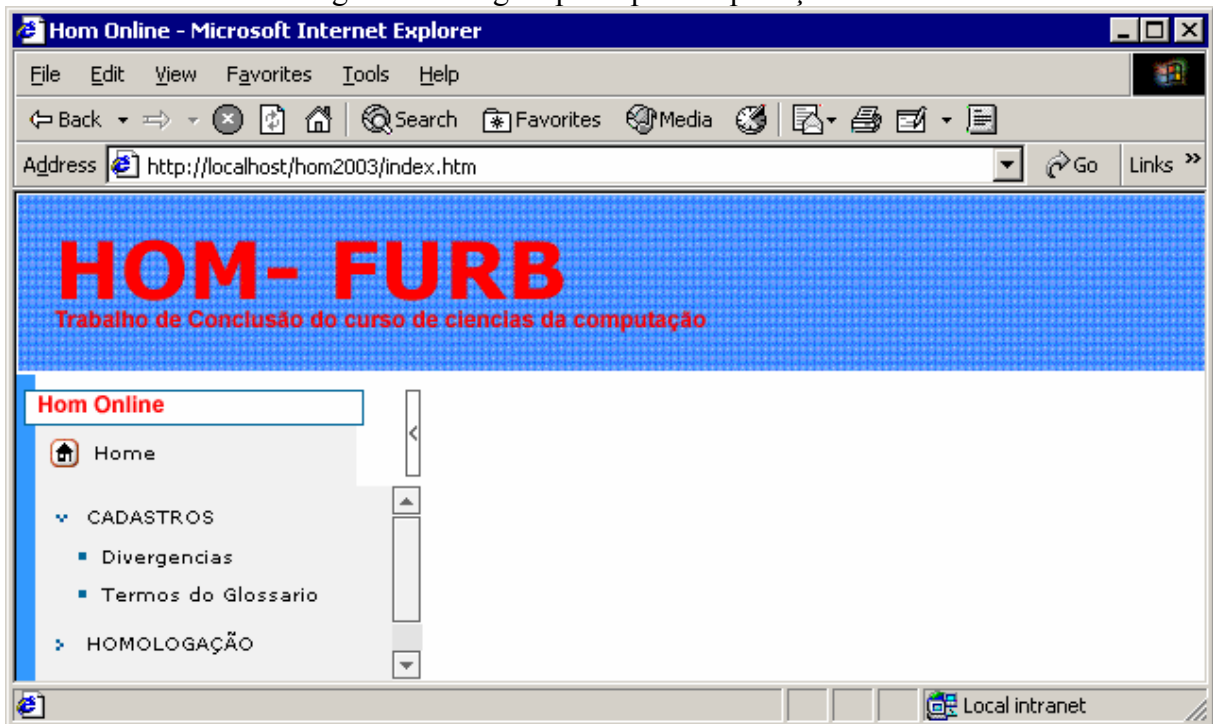 Hom Online - Microsoft Internet Explorer
File Edit View Favorites Tools Help
Back Search Favorites Media
Address http://localhost/hom2003/index.htm Go Links »
HOM- FURB
Trabalho de Conclusão do curso de ciencias da computação
Hom Online
Home
CADASTROS
Divergencias
Termos do Glossario
HOMOLOGAÇÃO
Local intranet